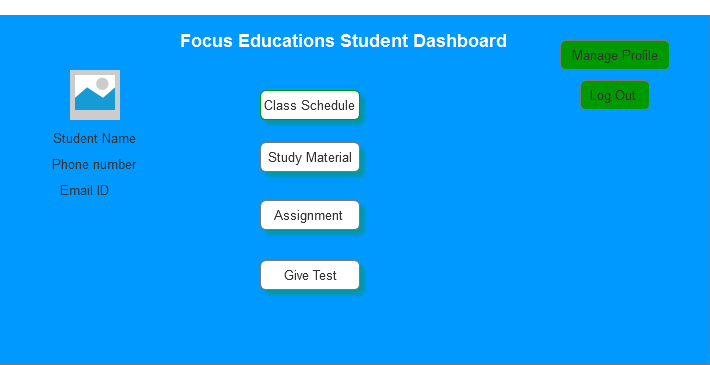 Focus Educations Student Dashboard
Manage Profile
Log Out
Student Name
Phone number
Email ID
Class Schedule
Study Material
Assignment
Give Test